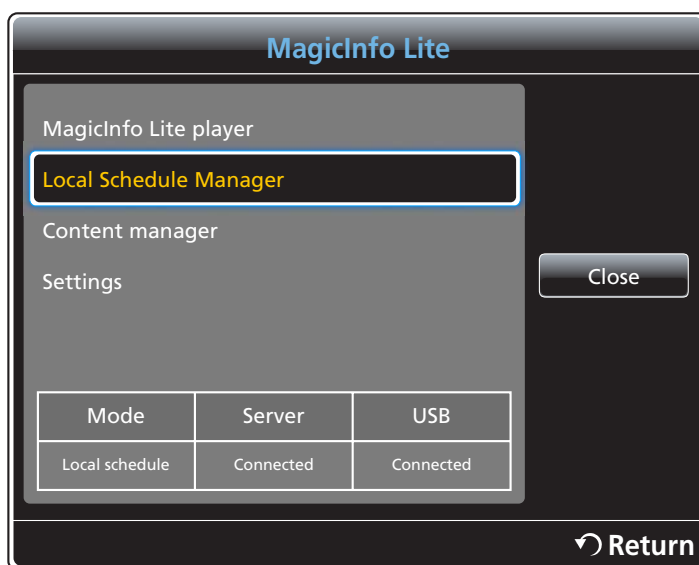 MagicInfo Lite
MagicInfo Lite player
Local Schedule Manager
Content manager
Settings
Close
Mode Server USB
Local schedule Connected Connected
Return